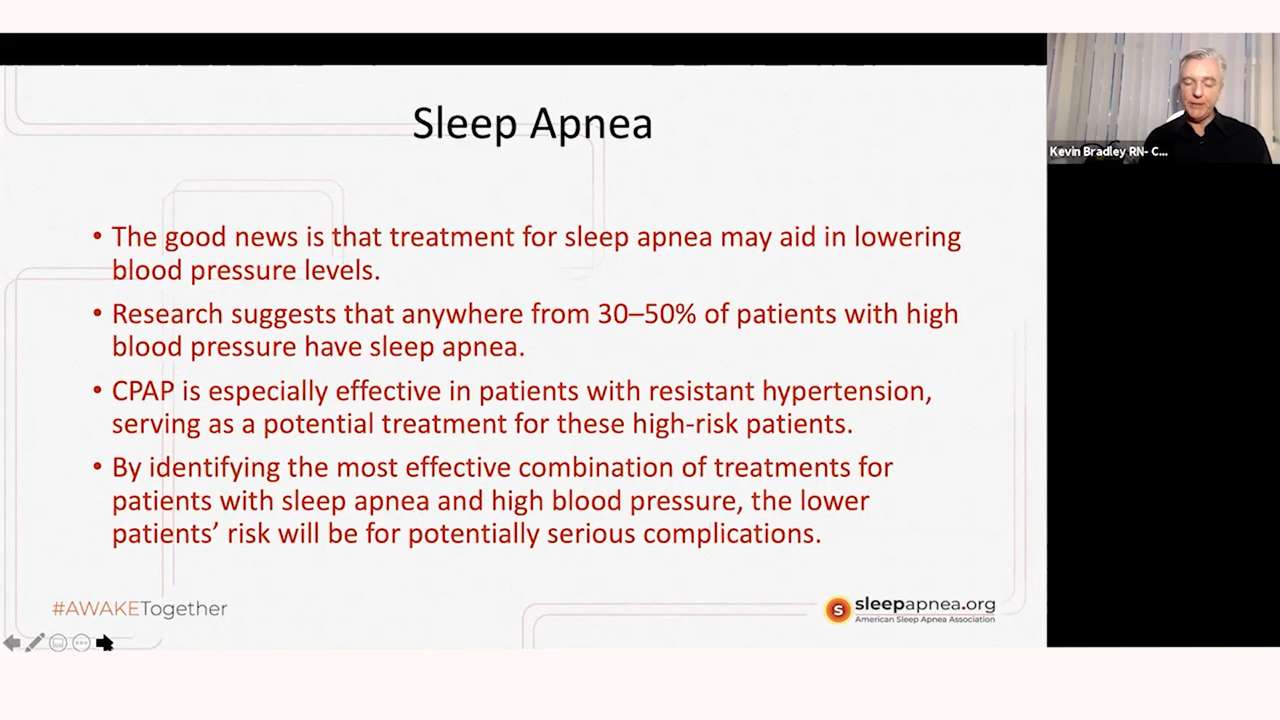 Sleep Apnea
• The good news is that treatment for sleep apnea may aid in lowering
blood pressure levels.
• Research suggests that anywhere from 30–50% of patients with high
blood pressure have sleep apnea.
• CPAP is especially effective in patients with resistant hypertension,
serving as a potential treatment for these high-risk patients.
• By identifying the most effective combination of treatments for
patients with sleep apnea and high blood pressure, the lower
patients’ risk will be for potentially serious complications.
#AWAKETogether
S sleepapnea.org
American Sleep Apnea Association
Kevin Bradley RN- C...